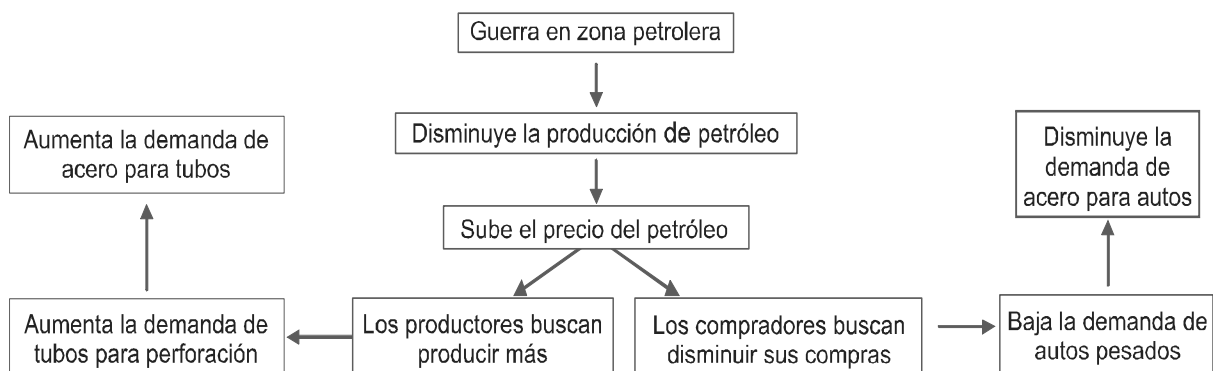 Guerra en zona petrolera
Disminuye la producción de petróleo
Sube el precio del petróleo
Aumenta la demanda de
acero para tubos
Disminuye la
demanda de
acero para autos
Aumenta la demanda de
tubos para perforación
Los productores buscan
producir más
Los compradores buscan
disminuir sus compras
Baja la demanda de
autos pesados